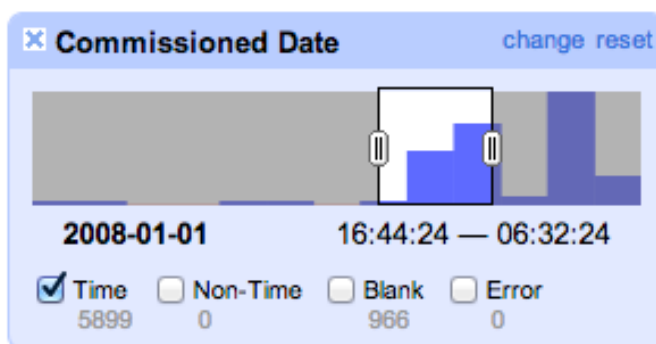 Commissioned Date change reset
2008-01-01 16:44:24 — 06:32:24
Time Non-Time Blank Error
5899 0 966 0